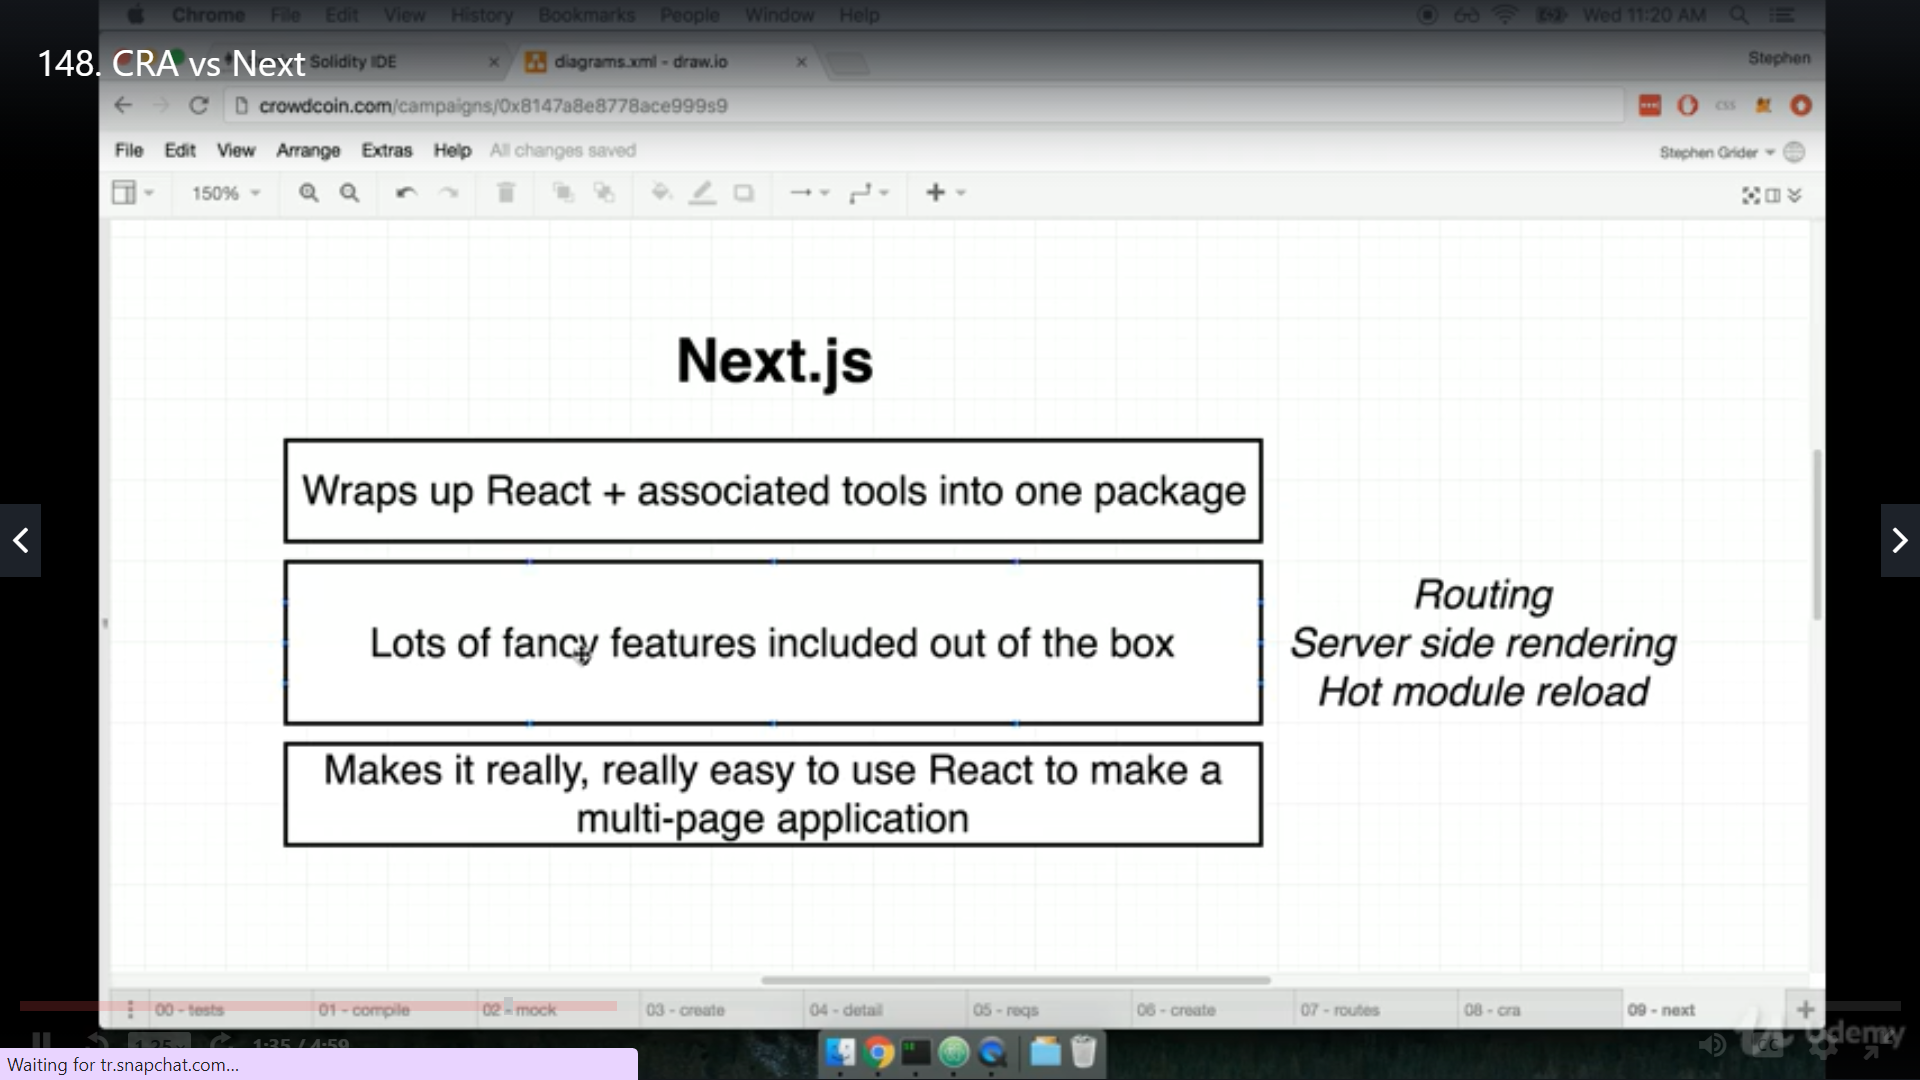 Chrome File Edit View History Bookmarks People Window Help Wed 11:20 AM
148. CRA vs Next
Solidity IDE
diagrams.xml - draw.io
Stephen
crowdcoin.com/campaigns/0x8147a8e8778ace999s9
CSS
File Edit View Arrange Extras Help All changes saved
Stephen Grider
150%
Next.js
Wraps up React + associated tools into one package
Lots of fancy features included out of the box
Routing
Server side rendering
Hot module reload
Makes it really, really easy to use React to make a
multi-page application
00 - tests 01 - compile 02 - mock 03 - create 04 - detail 05 - reqs 06 - create 07 - routes 08 - cra 09 - next
1.25x 1:35 / 4:59
CC
Udemy
Waiting for tr.snapchat.com...